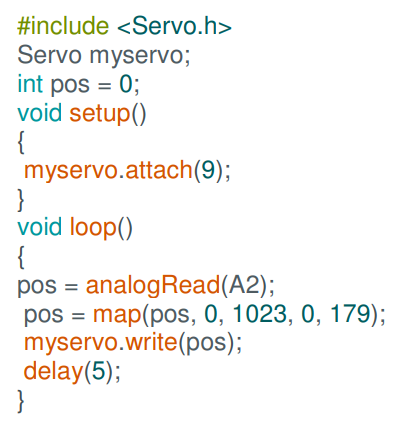 #include <Servo.h>
Servo myservo;
int pos = 0;
void setup()
{
myservo.attach(9);
}
void loop()
{
pos = analogRead(A2);
pos = map(pos, 0, 1023, 0, 179);
myservo.write(pos);
delay(5);
}